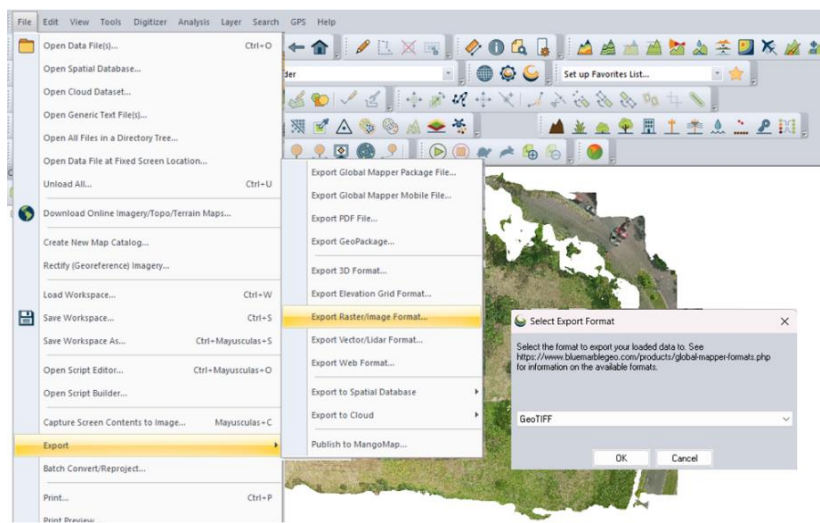 File Edit View Tools Digitizer Analysis Layer Search GPS Help
Open Data File(s)... Ctrl+O
Open Spatial Database...
Open Cloud Dataset...
Open Generic Text File(s)...
Open All Files in a Directory Tree...
Open Data File at Fixed Screen Location...
Unload All... Ctrl+U
Download Online Imagery/Topo/Terrain Maps...
Create New Map Catalog...
Rectify (Georeference) Imagery...
Load Workspace... Ctrl+W
Save Workspace... Ctrl+S
Save Workspace As... Ctrl+Mayusculas+S
Open Script Editor... Ctrl+Mayusculas+O
Open Script Builder...
Capture Screen Contents to Image... Mayusculas+C
Export
Batch Convert/Reproject...
Print... Ctrl+P
Print Preview...
Set up Favorites List...
Export Global Mapper Package File...
Export Global Mapper Mobile File...
Export PDF File...
Export GeoPackage...
Export 3D Format...
Export Elevation Grid Format...
Export Raster/Image Format...
Export Vector/Lidar Format...
Export Web Format...
Export to Spatial Database
Export to Cloud
Publish to MangoMap...
Select Export Format
Select the format to export your loaded data to. See
https://www.bluemarblegeo.com/products/global-mapper-formats.php
for information on the available formats.
GeoTIFF
OK Cancel